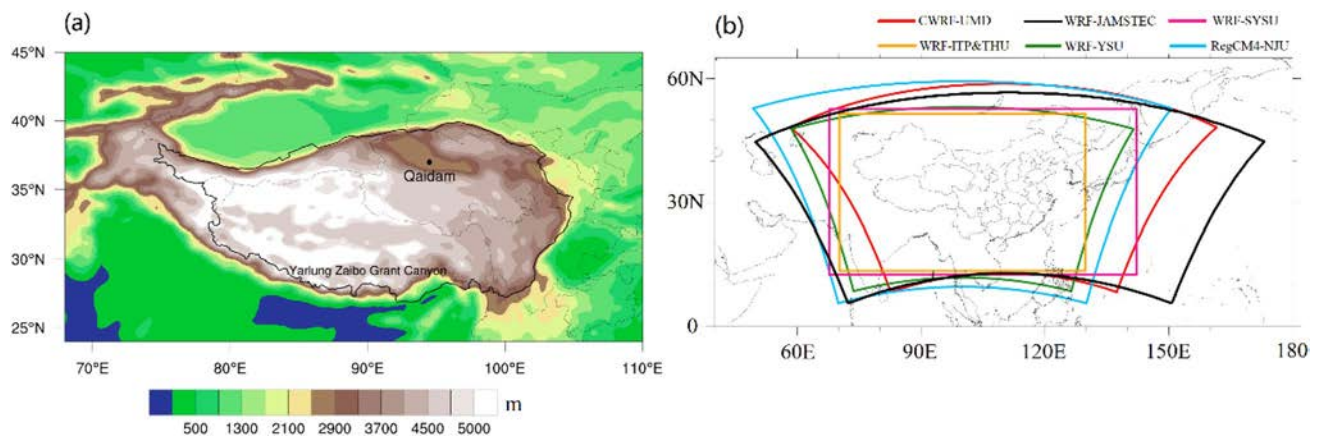 (a)
45°N
40°N
35°N
30°N
25°N
70°E 80°E 90°E 100°E 110°E
Qaidam
Yarlung Zaibo Grant Canyon
500 1300 2100 2900 3700 4500 5000 m
(b)
CWRF-UMD WRF-JAMSTEC WRF-SYSU
WRF-ITP&THU WRF-YSU RegCM4-NJU
60N
30N
0
60E 90E 120E 150E 180